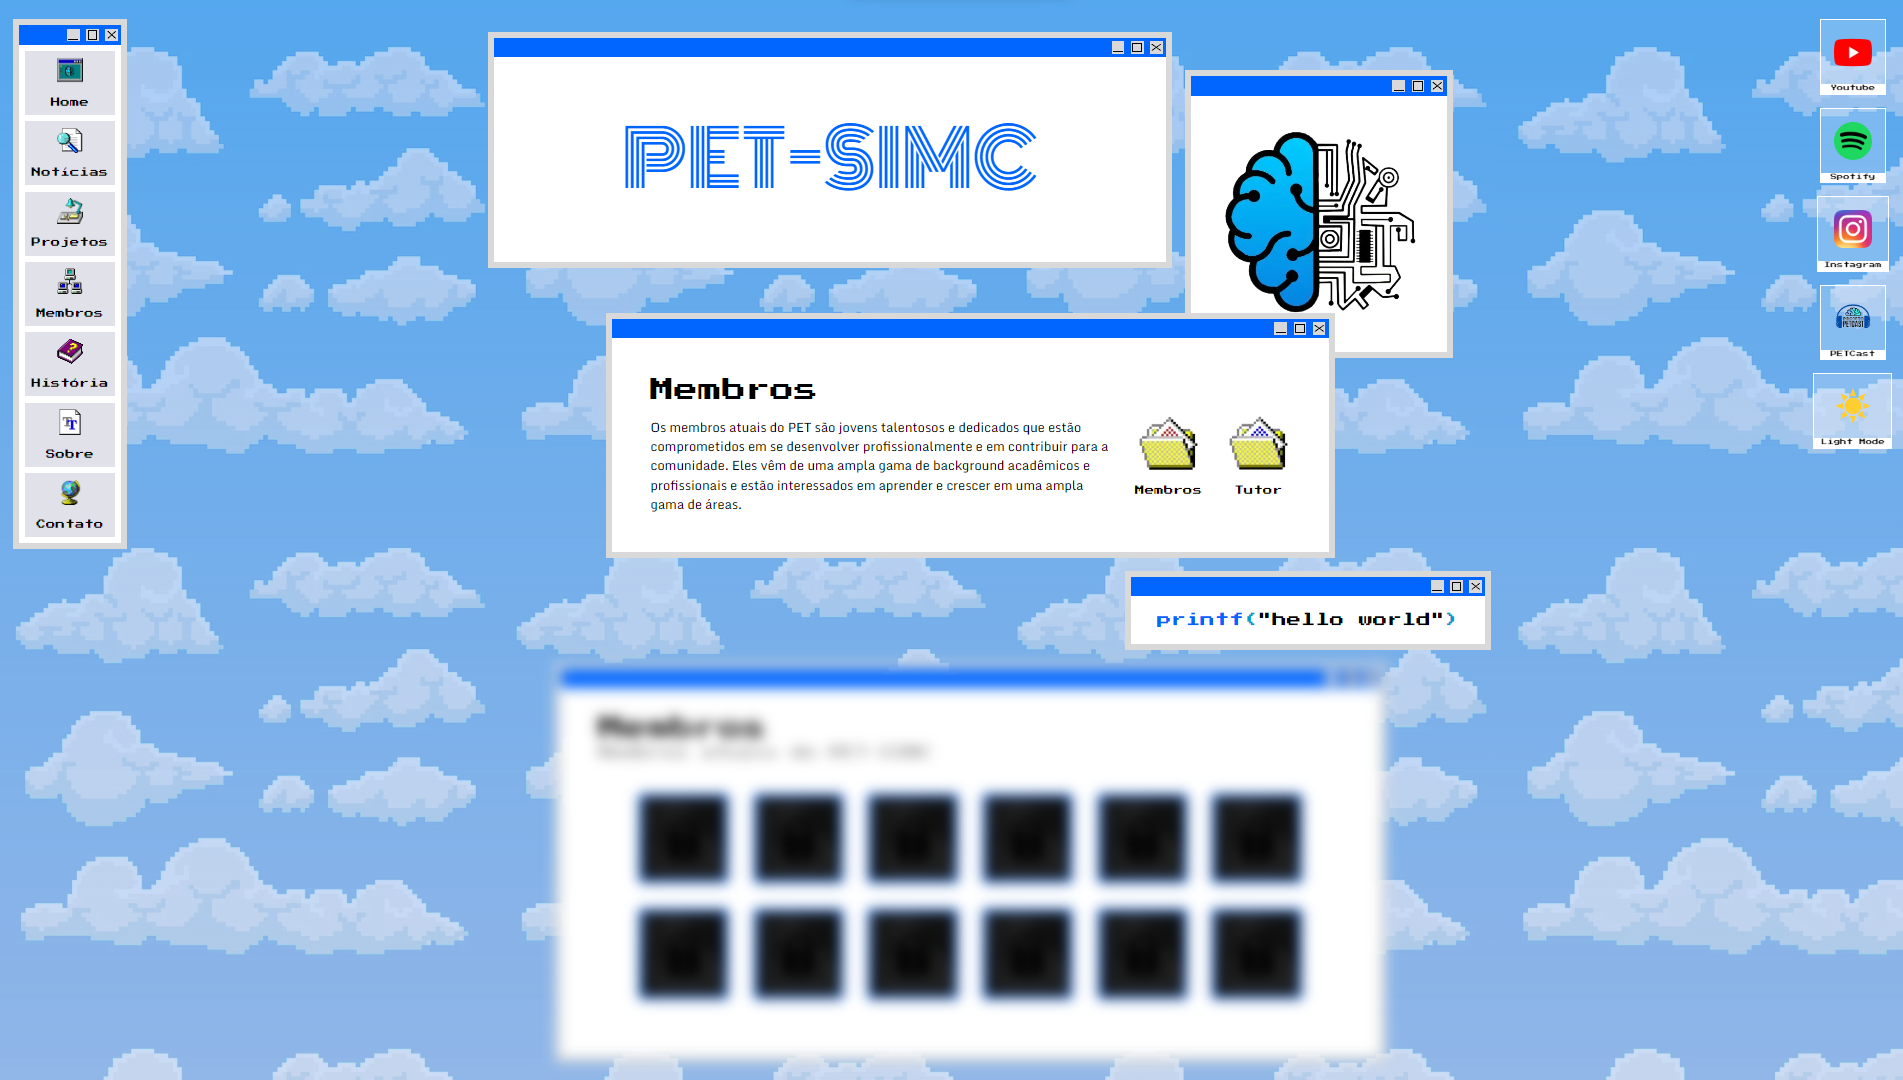 Home
Notícias
Projetos
Membros
História
Sobre
Contato
PET-SIMC
Membros
Os membros atuais do PET são jovens talentosos e dedicados que estão
comprometidos em se desenvolver profissionalmente e em contribuir para a
comunidade. Eles vêm de uma ampla gama de background acadêmicos e
profissionais e estão interessados em aprender e crescer em uma ampla
gama de áreas.
Membros
Tutor
printf("hello world")
Membros
Youtube
Spotify
Instagram
PETCAST
PETCast
Light Mode